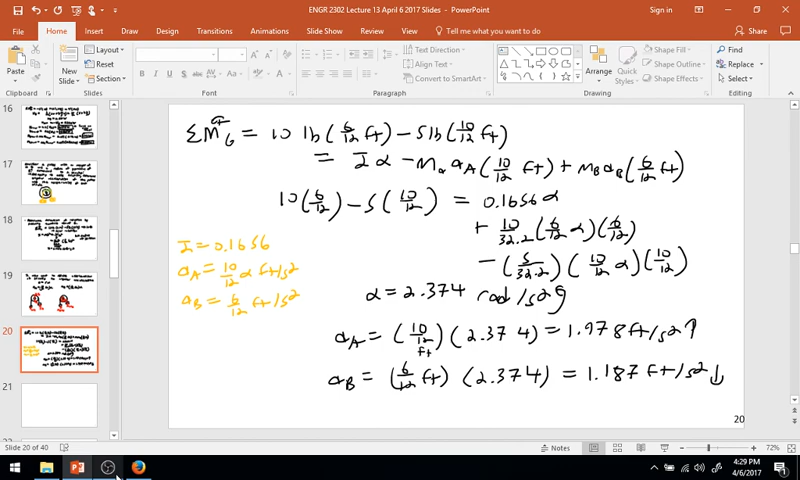 ENGR 2302 Lecture 13 April 6 2017 Slides - PowerPoint
Sign in
File Home Insert Draw Design Transitions Animations Slide Show Review View Tell me what you want to do
Share
Paste
New Slide
Layout
Reset
Section
B I U S
Text Direction
Align Text
Convert to SmartArt
Arrange
Quick Styles
Shape Fill
Shape Outline
Shape Effects
Find
Replace
Select
Clipboard Slides Font Paragraph Drawing Editing
16
17
18
19
20
21
22
ΣM_G = 10 lb(6/12 ft) - 5lb(10/12 ft)
= I α - m_A a_A(10/12 ft) + m_B a_B(6/12 ft)
10(6/12) - 5(10/12) = 0.1656 α
+ 10/32.2 (6/12 α)(6/12)
- (5/32.2)(10/12 α)(10/12)
I = 0.1656
a_A = 10/12 α ft/s2
a_B = 6/12 ft/s2
α = 2.374 rad/s2
a_A = (10/12 ft)(2.374) = 1.978 ft/s2↑
a_B = (6/12 ft)(2.374) = 1.187 ft/s2↓
20
Slide 20 of 40
Notes
72%
4:29 PM
4/6/2017